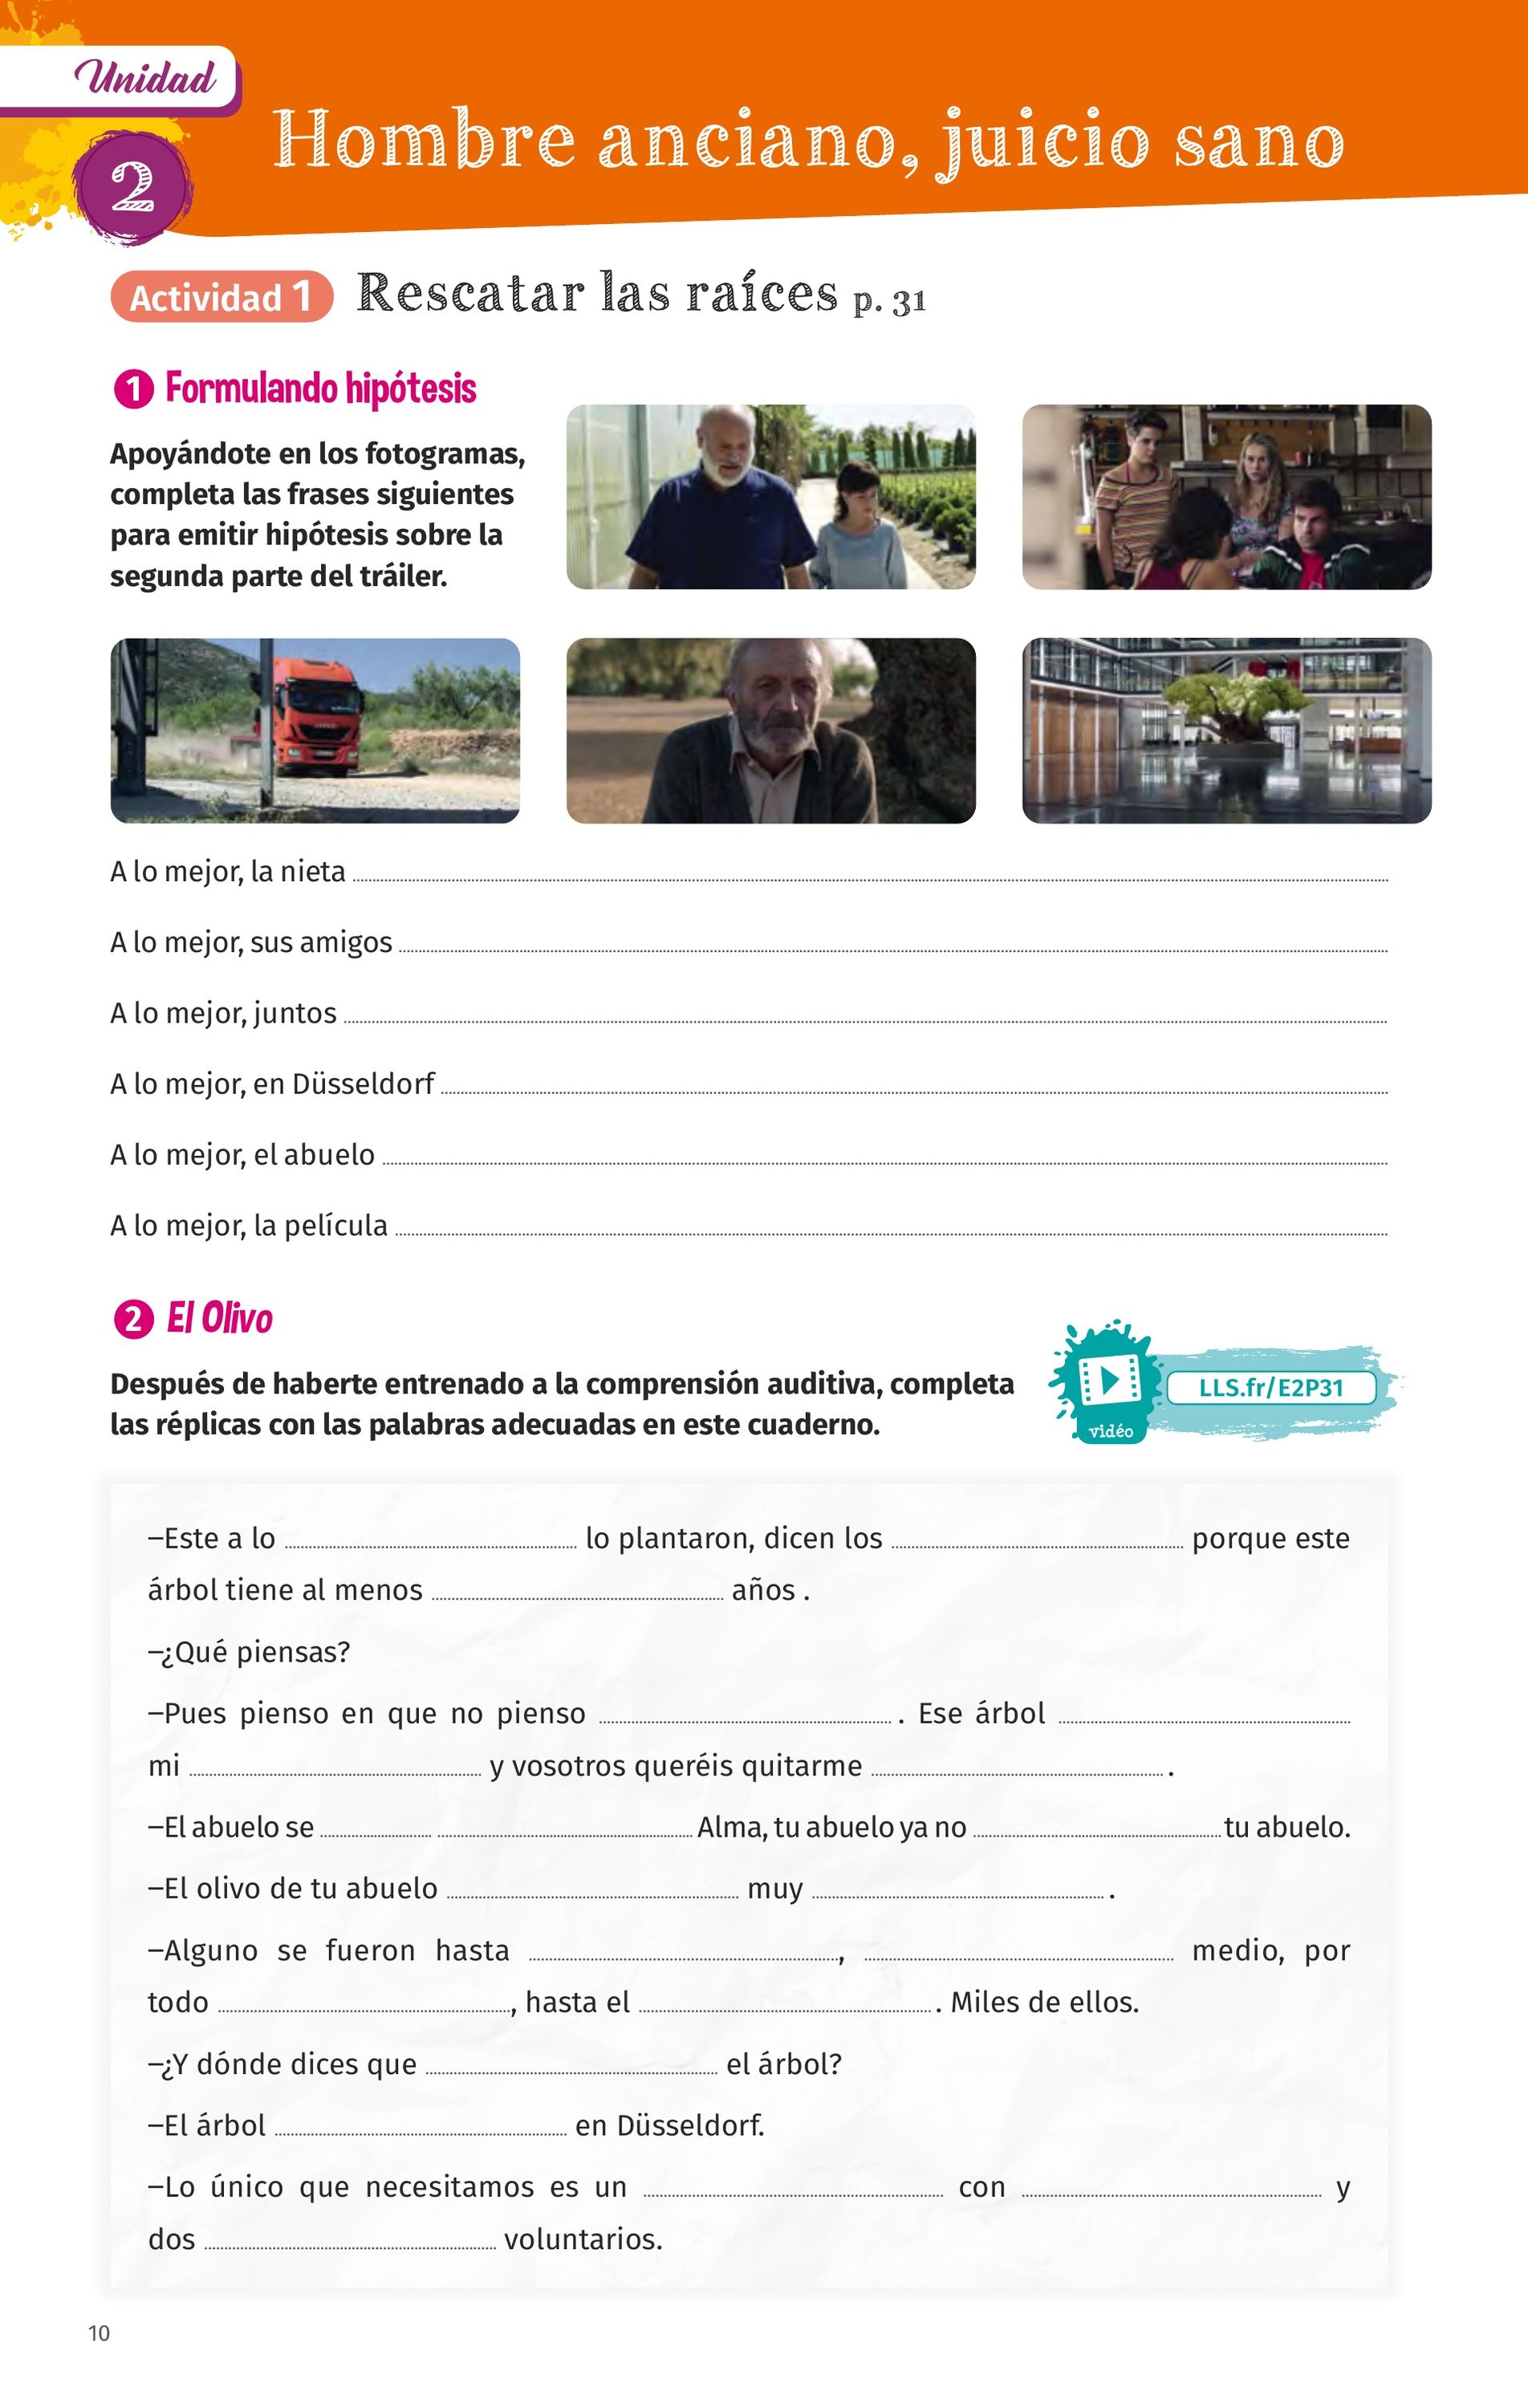 Unidad
2
Hombre anciano, juicio sano
Actividad 1 Rescatar las raíces p. 31
1 Formulando hipótesis
Apoyándote en los fotogramas,
completa las frases siguientes
para emitir hipótesis sobre la
segunda parte del tráiler.
A lo mejor, la nieta
A lo mejor, sus amigos
A lo mejor, juntos
A lo mejor, en Düsseldorf
A lo mejor, el abuelo
A lo mejor, la película
2 El Olivo
Después de haberte entrenado a la comprensión auditiva, completa
las réplicas con las palabras adecuadas en este cuaderno.
vidéo
LLS.fr/E2P31
–Este a lo ........ lo plantaron, dicen los ........ porque este
árbol tiene al menos ........ años .
–¿Qué piensas?
–Pues pienso en que no pienso ........ . Ese árbol ........
mi ........ y vosotros queréis quitarme ........ .
–El abuelo se ........ ........ Alma, tu abuelo ya no ........ tu abuelo.
–El olivo de tu abuelo ........ muy ........ .
–Alguno se fueron hasta ........, ........ medio, por
todo ........, hasta el ........ . Miles de ellos.
–¿Y dónde dices que ........ el árbol?
–El árbol ........ en Düsseldorf.
–Lo único que necesitamos es un ........ con ........ y
dos ........ voluntarios.
10